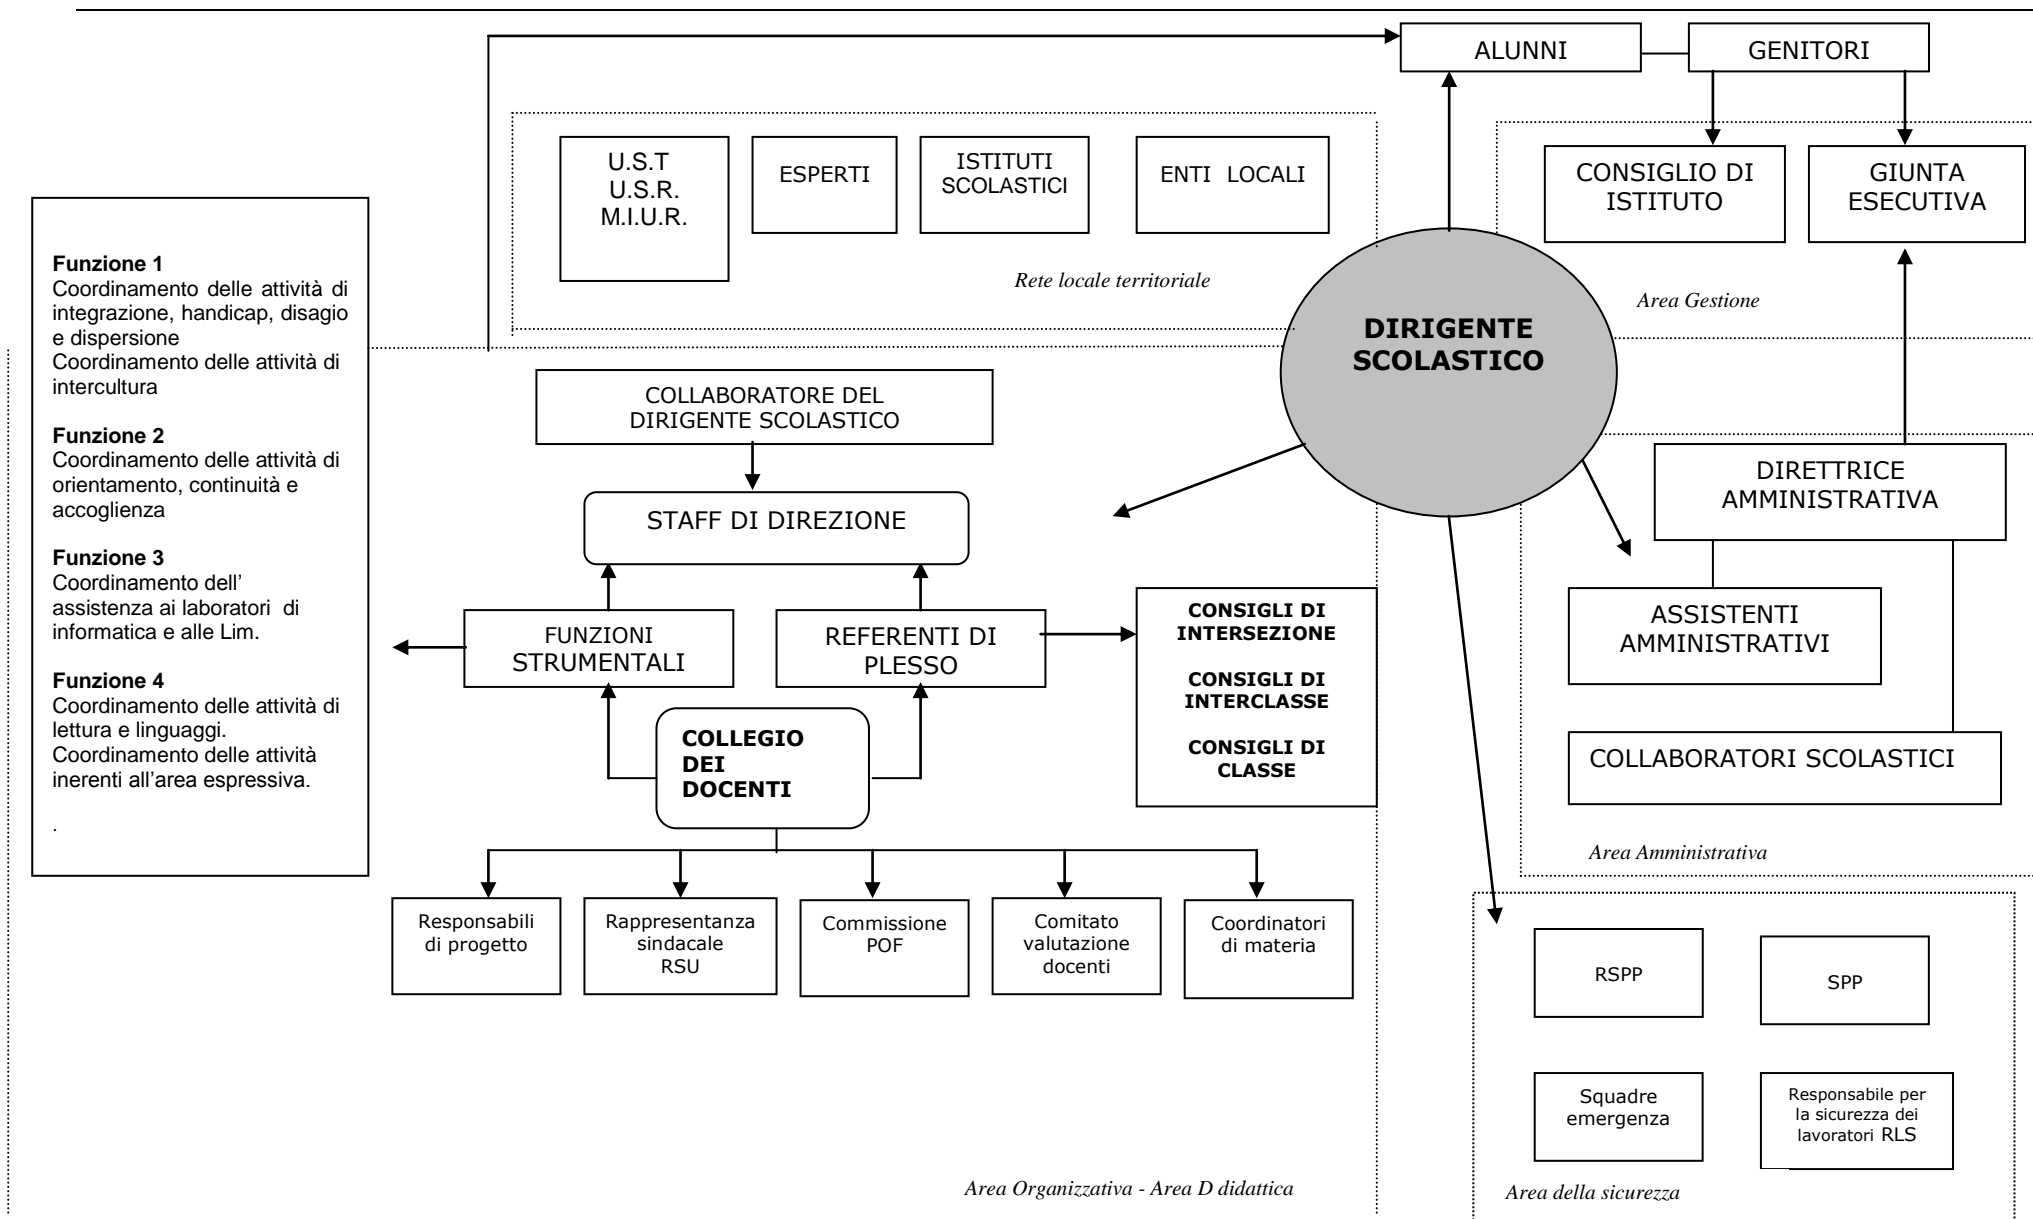 ALUNNI
GENITORI
U.S.T
U.S.R.
M.I.U.R.
ESPERTI
ISTITUTI
SCOLASTICI
ENTI LOCALI
Rete locale territoriale
CONSIGLIO DI
ISTITUTO
GIUNTA
ESECUTIVA
Area Gestione
DIRIGENTE
SCOLASTICO
Funzione 1
Coordinamento delle attività di
integrazione, handicap, disagio
e dispersione
Coordinamento delle attività di
intercultura
Funzione 2
Coordinamento delle attività di
orientamento, continuità e
accoglienza
Funzione 3
Coordinamento dell'
assistenza ai laboratori di
informatica e alle Lim.
Funzione 4
Coordinamento delle attività di
lettura e linguaggi.
Coordinamento delle attività
inerenti all'area espressiva.
.
COLLABORATORE DEL
DIRIGENTE SCOLASTICO
STAFF DI DIREZIONE
FUNZIONI
STRUMENTALI
REFERENTI DI
PLESSO
CONSIGLI DI
INTERSEZIONE
CONSIGLI DI
INTERCLASSE
CONSIGLI DI
CLASSE
COLLEGIO
DEI
DOCENTI
Responsabili
di progetto
Rappresentanza
sindacale
RSU
Commissione
POF
Comitato
valutazione
docenti
Coordinatori
di materia
Area Organizzativa - Area D didattica
DIRETTRICE
AMMINISTRATIVA
ASSISTENTI
AMMINISTRATIVI
COLLABORATORI SCOLASTICI
Area Amministrativa
RSPP
SPP
Squadre
emergenza
Responsabile per
la sicurezza dei
lavoratori RLS
Area della sicurezza